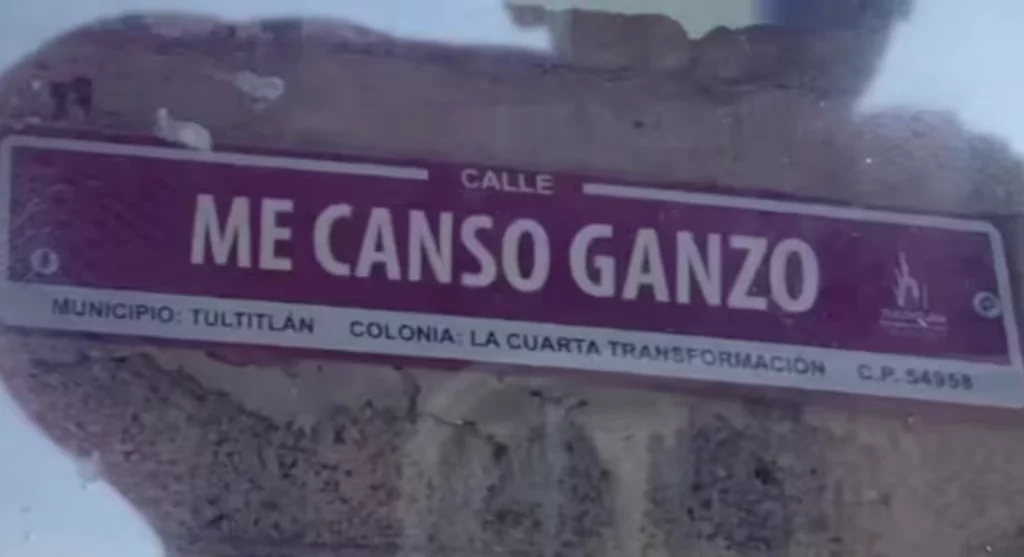 CALLE
ME CANSO GANZO
MUNICIPIO: TULTITLÁN COLONIA: LA CUARTA TRANSFORMACIÓN C.P. 54958